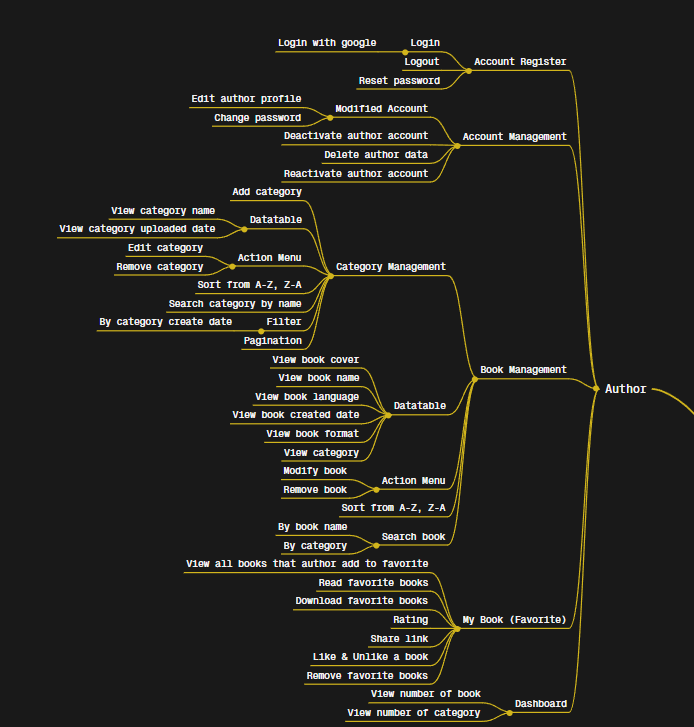 Login with google
Login
Logout
Account Register
Reset password
Edit author profile
Modified Account
Change password
Deactivate author account
Account Management
Delete author data
Reactivate author account
Add category
View category name
Datatable
View category uploaded date
Edit category
Action Menu
Remove category
Category Management
Sort from A-Z, Z-A
Search category by name
By category create date
Filter
Pagination
View book cover
Book Management
View book name
Author
View book language
Datatable
View book created date
View book format
View category
Modify book
Action Menu
Remove book
Sort from A-Z, Z-A
By book name
Search book
By category
View all books that author add to favorite
Read favorite books
Download favorite books
Rating
My Book (Favorite)
Share link
Like & Unlike a book
Remove favorite books
View number of book
Dashboard
View number of category